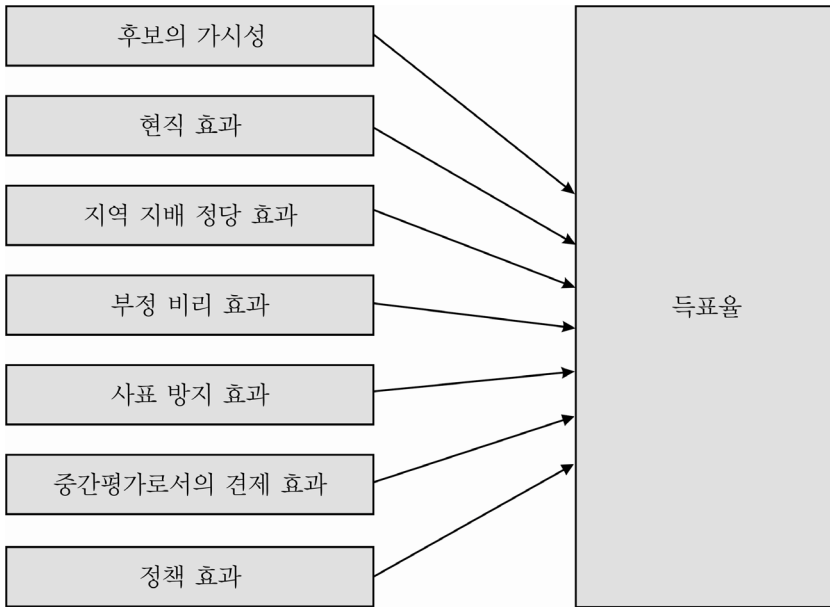 후보의 가시성
현직 효과
지역 지배 정당 효과
부정 비리 효과
사표 방지 효과
중간평가로서의 견제 효과
정책 효과
득표율